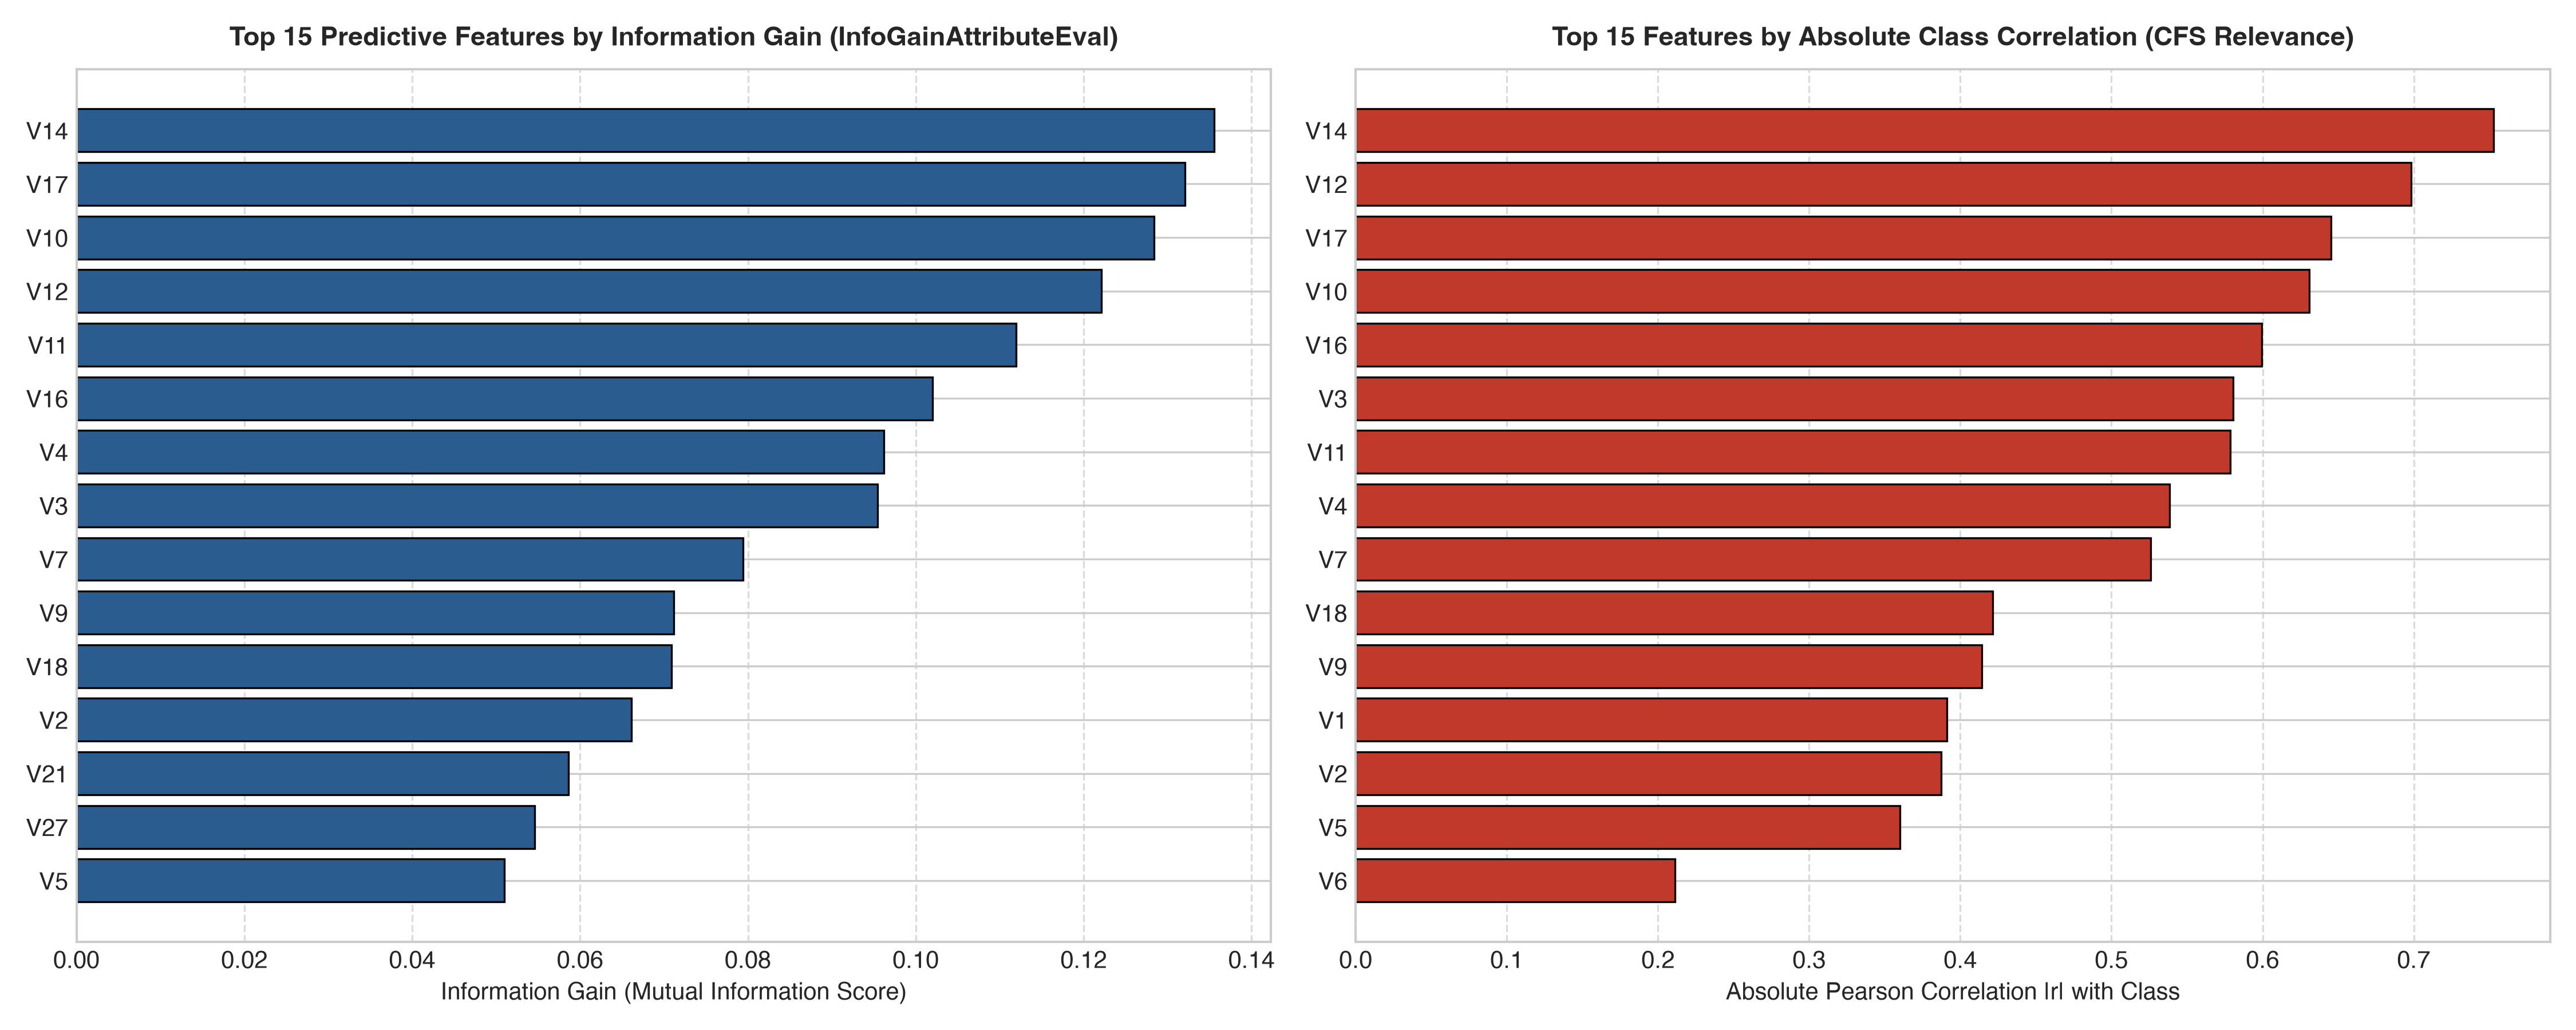 Top 15 Predictive Features by Information Gain (InfoGainAttributeEval)
V14
V17
V10
V12
V11
V16
V4
V3
V7
V9
V18
V2
V21
V27
V5
0.00 0.02 0.04 0.06 0.08 0.10 0.12 0.14
Information Gain (Mutual Information Score)
Top 15 Features by Absolute Class Correlation (CFS Relevance)
V14
V12
V17
V10
V16
V3
V11
V4
V7
V18
V9
V1
V2
V5
V6
0.0 0.1 0.2 0.3 0.4 0.5 0.6 0.7
Absolute Pearson Correlation |r| with Class